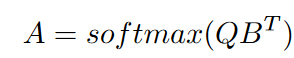 A = softmax(QB^T)